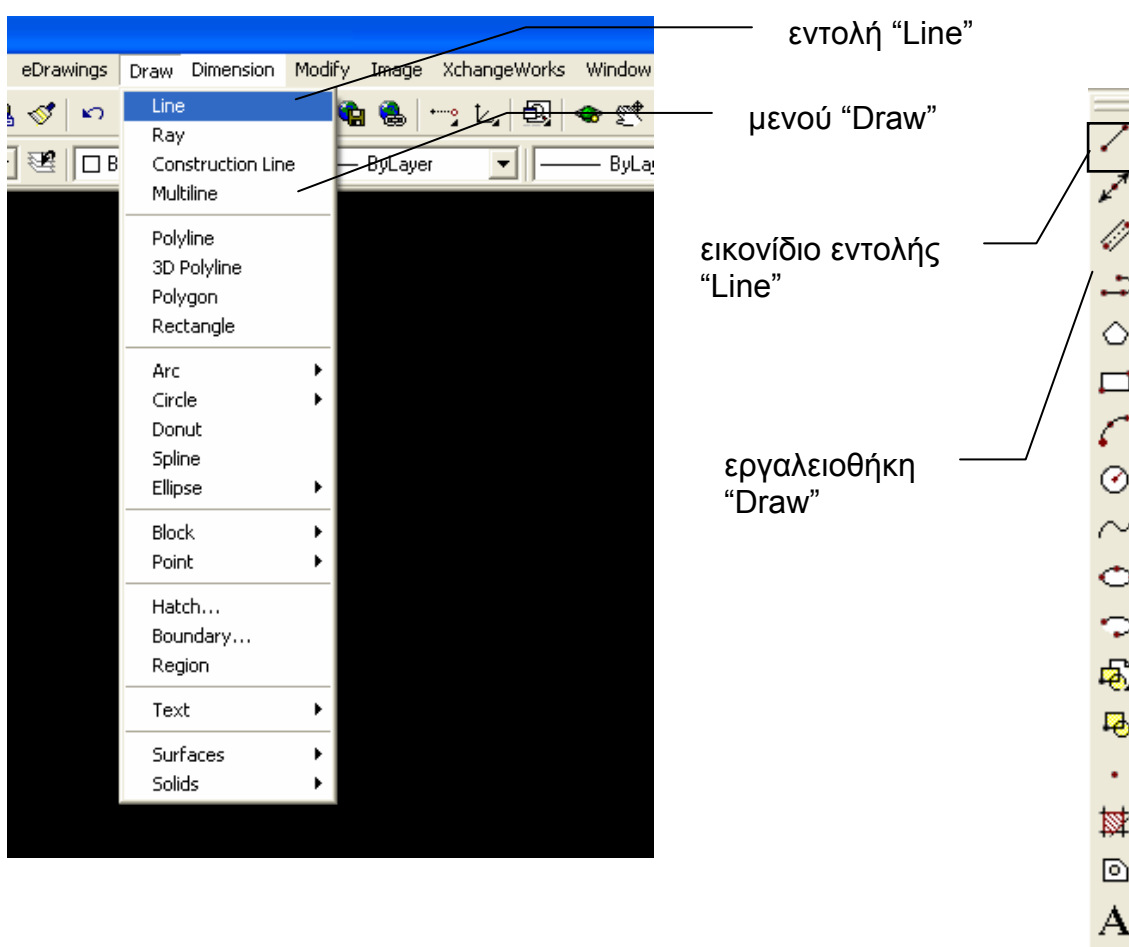 εντολή “Line”
eDrawings Draw Dimension Modify Image XchangeWorks Window
Line
Ray
μενού “Draw”
Construction Line
ByLayer
Multiline
Polyline
3D Polyline
Polygon
Rectangle
εικονίδιο εντολής
“Line”
Arc
Circle
Donut
Spline
Ellipse
εργαλειοθήκη
“Draw”
Block
Point
Hatch...
Boundary...
Region
Text
Surfaces
Solids
A